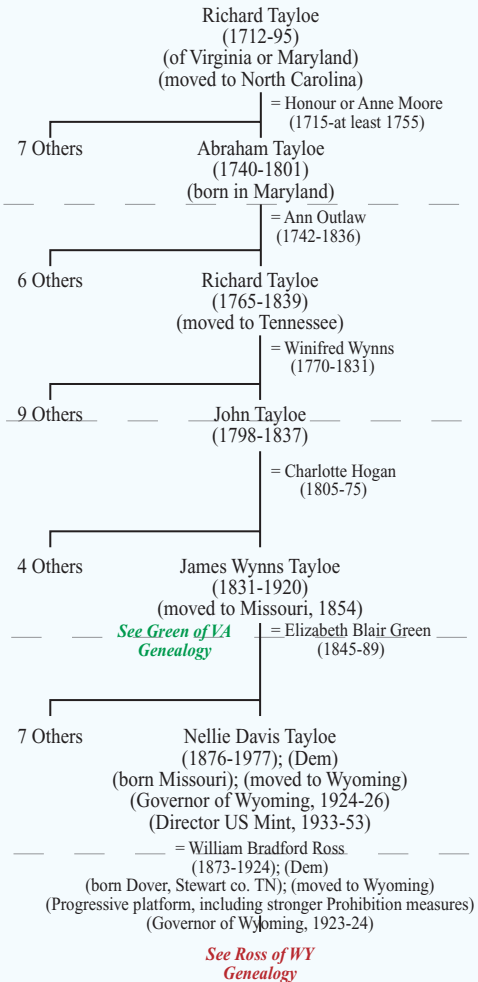 Richard Tayloe
(1712-95)
(of Virginia or Maryland)
(moved to North Carolina)
= Honour or Anne Moore
(1715-at least 1755)
7 Others
Abraham Tayloe
(1740-1801)
(born in Maryland)
= Ann Outlaw
(1742-1836)
6 Others
Richard Tayloe
(1765-1839)
(moved to Tennessee)
= Winifred Wynns
(1770-1831)
9 Others
John Tayloe
(1798-1837)
= Charlotte Hogan
(1805-75)
4 Others
James Wynns Tayloe
(1831-1920)
(moved to Missouri, 1854)
See Green of VA
Genealogy
= Elizabeth Blair Green
(1845-89)
7 Others
Nellie Davis Tayloe
(1876-1977); (Dem)
(born Missouri); (moved to Wyoming)
(Governor of Wyoming, 1924-26)
(Director US Mint, 1933-53)
= William Bradford Ross
(1873-1924); (Dem)
(born Dover, Stewart co. TN); (moved to Wyoming)
(Progressive platform, including stronger Prohibition measures)
(Governor of Wyoming, 1923-24)
See Ross of WY
Genealogy